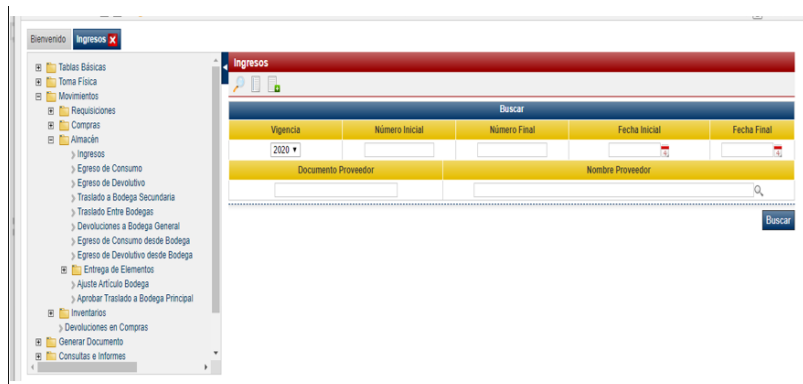 Bienvenido Ingresos X
Tablas Básicas
Toma Física
Movimientos
Requisiciones
Compras
Almacén
Ingresos
Egreso de Consumo
Egreso de Devolutivo
Traslado a Bodega Secundaria
Traslado Entre Bodegas
Devoluciones a Bodega General
Egreso de Consumo desde Bodega
Egreso de Devolutivo desde Bodega
Entrega de Elementos
Ajuste Artículo Bodega
Aprobar Traslado a Bodega Principal
Inventarios
Devoluciones en Compras
Generar Documento
Consultas e Informes
Ingresos
Buscar
Vigencia Número Inicial Número Final Fecha Inicial Fecha Final
2020
Documento Proveedor Nombre Proveedor
Buscar